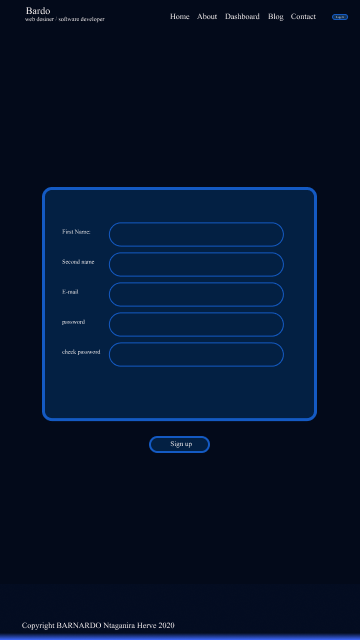 Bardo
web desiner / software developer
Home About Dashboard Blog Contact
First Name:
Second name
E-mail
password
check password
Sign up
Copyright BARNARDO Ntaganira Herve 2020